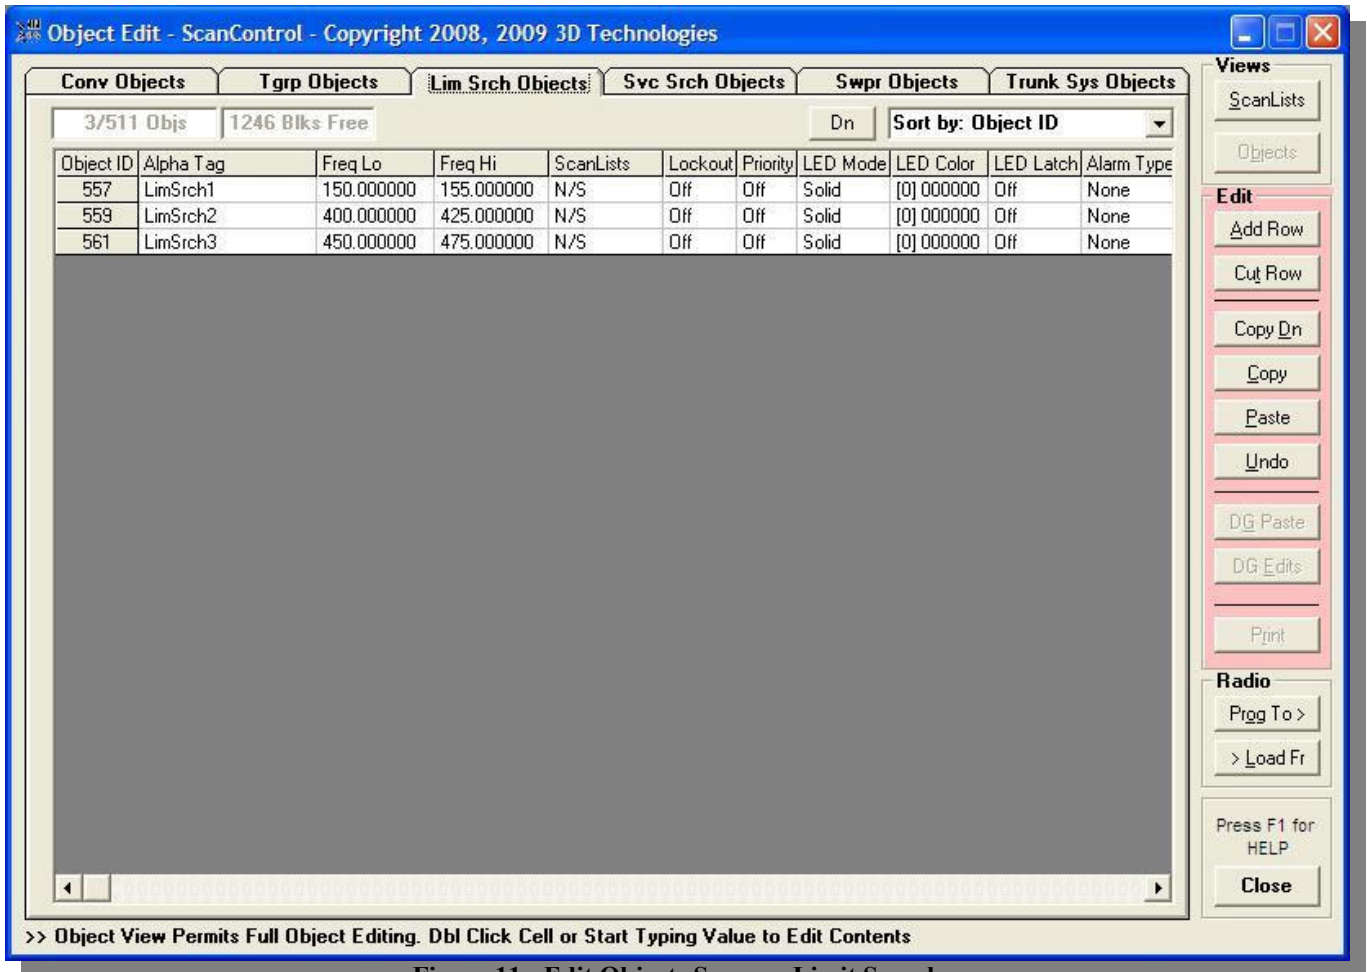 Object Edit - ScanControl - Copyright 2008, 2009 3D Technologies
Conv Objects Tgrp Objects Lim Srch Objects Svc Srch Objects Swpr Objects Trunk Sys Objects
3/511 Objs 1246 Blks Free Dn Sort by: Object ID
Object ID Alpha Tag Freq Lo Freq Hi ScanLists Lockout Priority LED Mode LED Color LED Latch Alarm Type
557 LimSrch1 150.000000 155.000000 N/S Off Off Solid [0] 000000 Off None
559 LimSrch2 400.000000 425.000000 N/S Off Off Solid [0] 000000 Off None
561 LimSrch3 450.000000 475.000000 N/S Off Off Solid [0] 000000 Off None
Views
ScanLists
Objects
Edit
Add Row
Cut Row
Copy Dn
Copy
Paste
Undo
DG Paste
DG Edits
Print
Radio
Prog To >
> Load Fr
Press F1 for
HELP
Close
>> Object View Permits Full Object Editing. Dbl Click Cell or Start Typing Value to Edit Contents